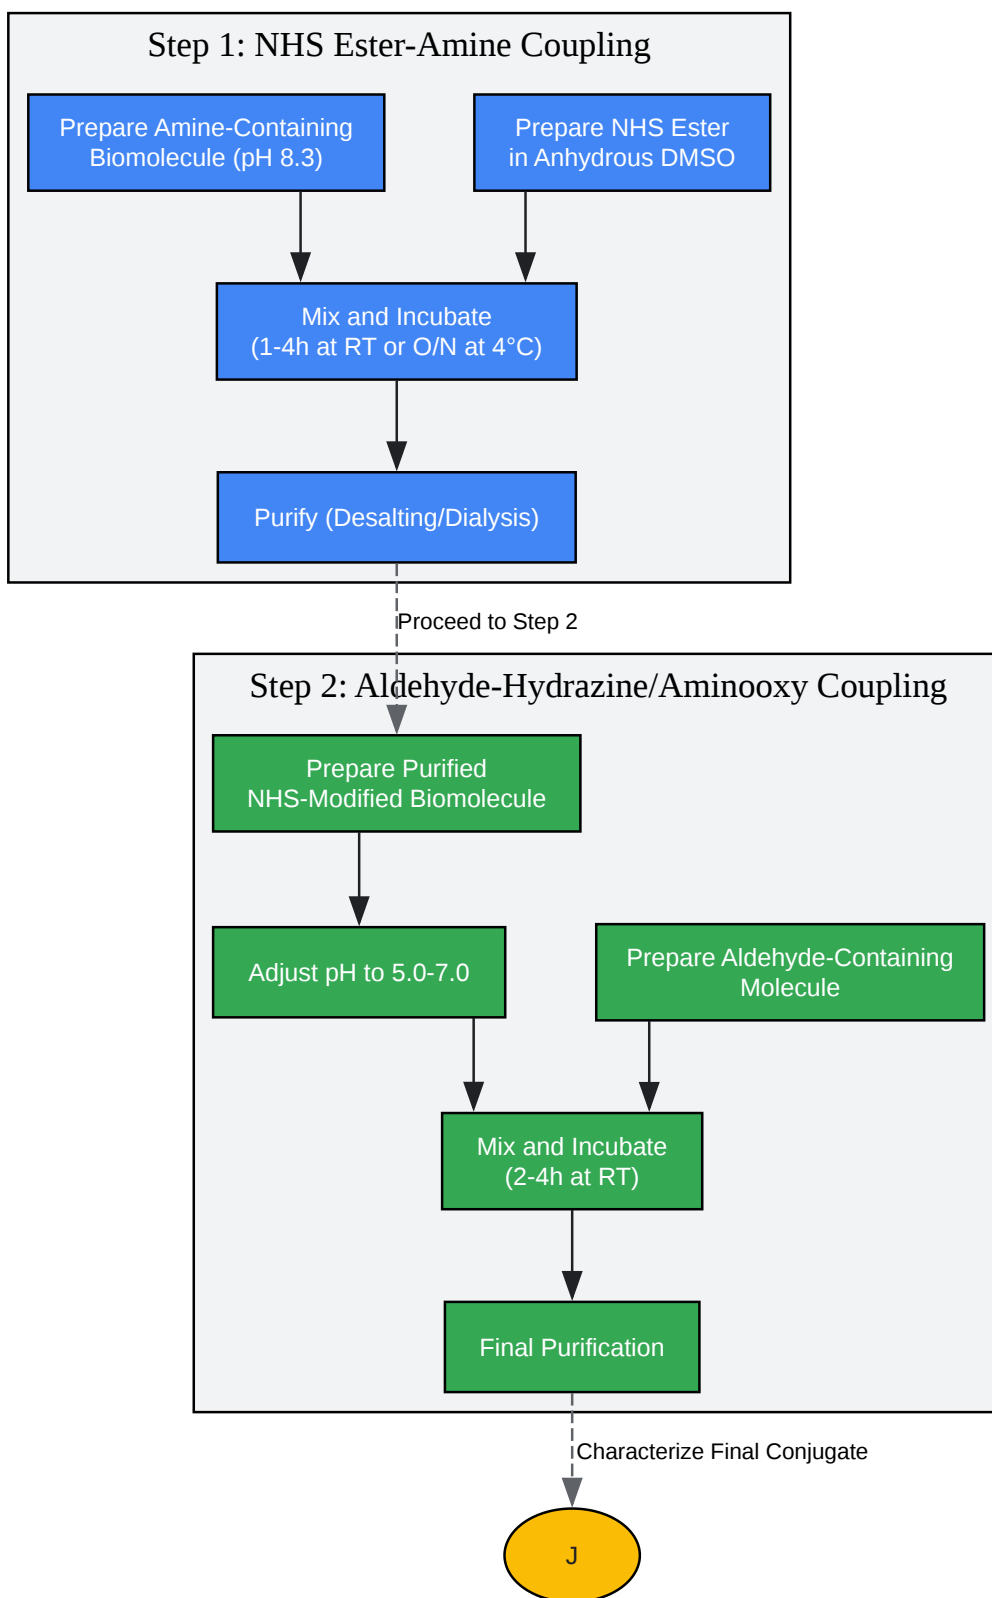 Step 1: NHS Ester-Amine Coupling
Prepare Amine-Containing
Biomolecule (pH 8.3)
Prepare NHS Ester
in Anhydrous DMSO
Mix and Incubate
(1-4h at RT or O/N at 4°C)
Purify (Desalting/Dialysis)
Proceed to Step 2
Step 2: Aldehyde-Hydrazine/Aminooxy Coupling
Prepare Purified
NHS-Modified Biomolecule
Adjust pH to 5.0-7.0
Prepare Aldehyde-Containing
Molecule
Mix and Incubate
(2-4h at RT)
Final Purification
Characterize Final Conjugate
J